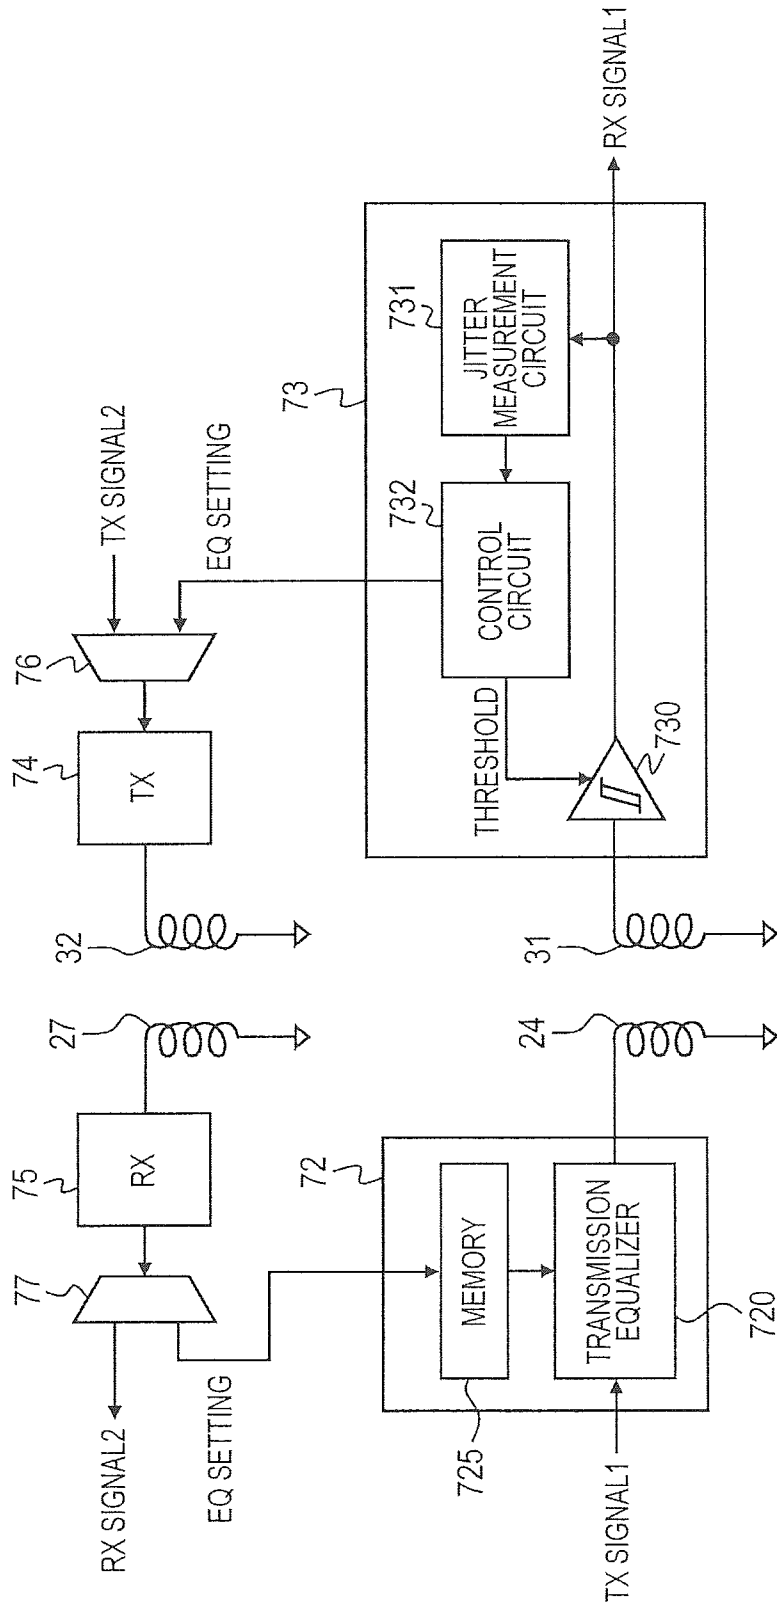 RX SIGNAL2
EQ SETTING
77
75
RX
27
32
74
TX
76
TX SIGNAL2
EQ SETTING
TX SIGNAL1
72
MEMORY
725
TRANSMISSION
EQUALIZER
720
24
31
73
THRESHOLD
730
732
CONTROL
CIRCUIT
731
JITTER
MEASUREMENT
CIRCUIT
RX SIGNAL1